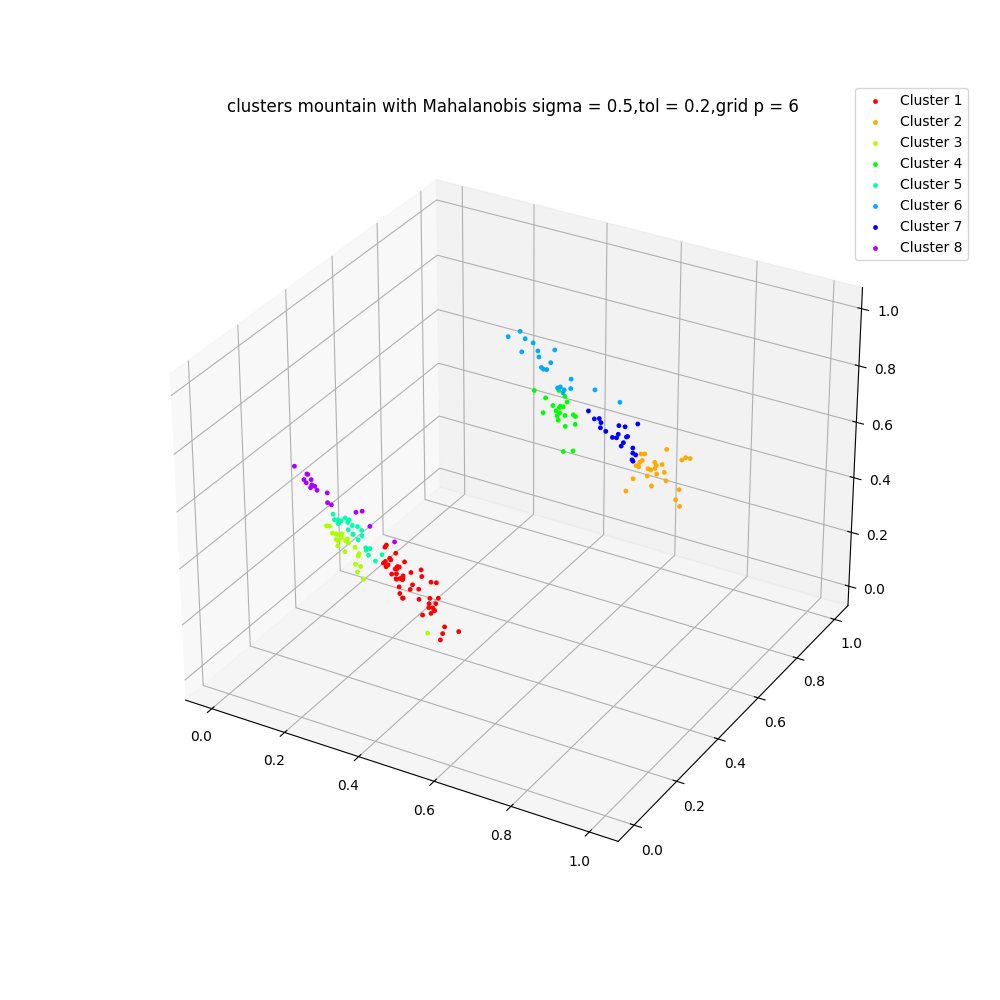 clusters mountain with Mahalanobis sigma = 0.5,tol = 0.2,grid p = 6
Cluster 1
Cluster 2
Cluster 3
Cluster 4
Cluster 5
Cluster 6
Cluster 7
Cluster 8
1.0
0.8
0.6
0.4
0.2
0.0
1.0
0.8
0.6
0.4
0.2
0.0
0.0
0.2
0.4
0.6
0.8
1.0